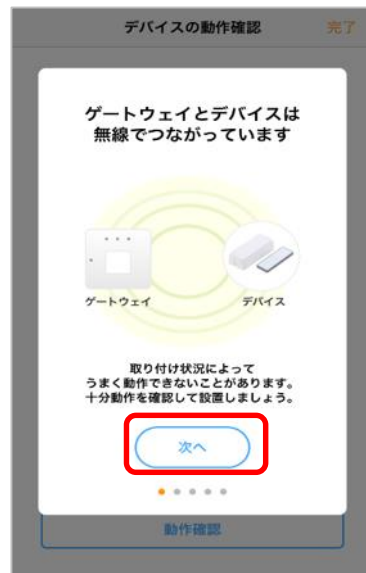 デバイスの動作確認 完了
ゲートウェイとデバイスは
無線でつながっています
ゲートウェイ デバイス
取り付け状況によって
うまく動作できないことがあります。
十分動作を確認して設置しましょう。
次へ
動作確認